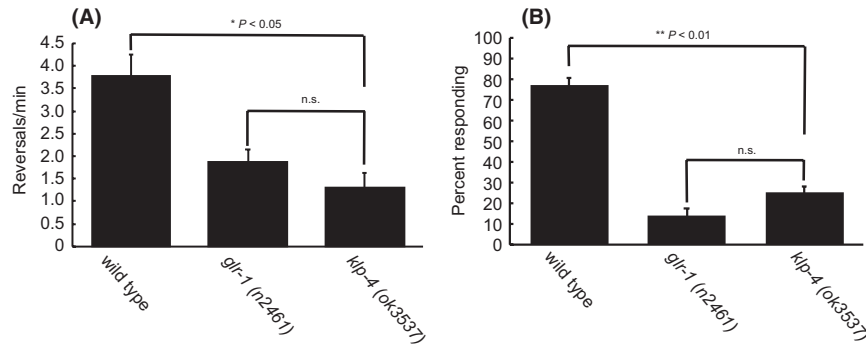 (A)
* P < 0.05
n.s.
Reversals/min
4.5
4.0
3.5
3.0
2.5
2.0
1.5
1.0
0.5
0
wild type
glr-1 (n2461)
klp-4 (ok3537)
(B)
** P < 0.01
n.s.
Percent responding
100
90
80
70
60
50
40
30
20
10
0
wild type
glr-1 (n2461)
klp-4 (ok3537)